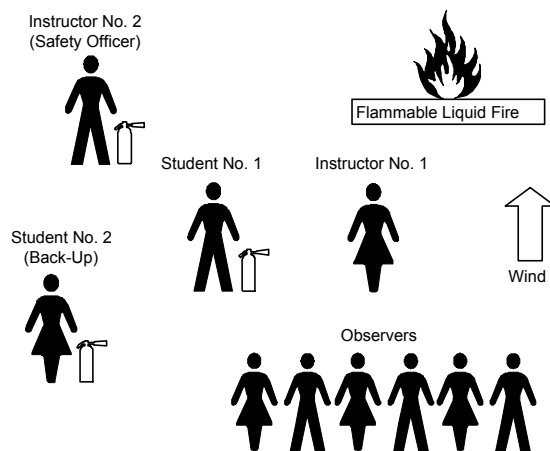 Instructor No. 2
(Safety Officer)
Flammable Liquid Fire
Student No. 1
Instructor No. 1
Student No. 2
(Back-Up)
Wind
Observers